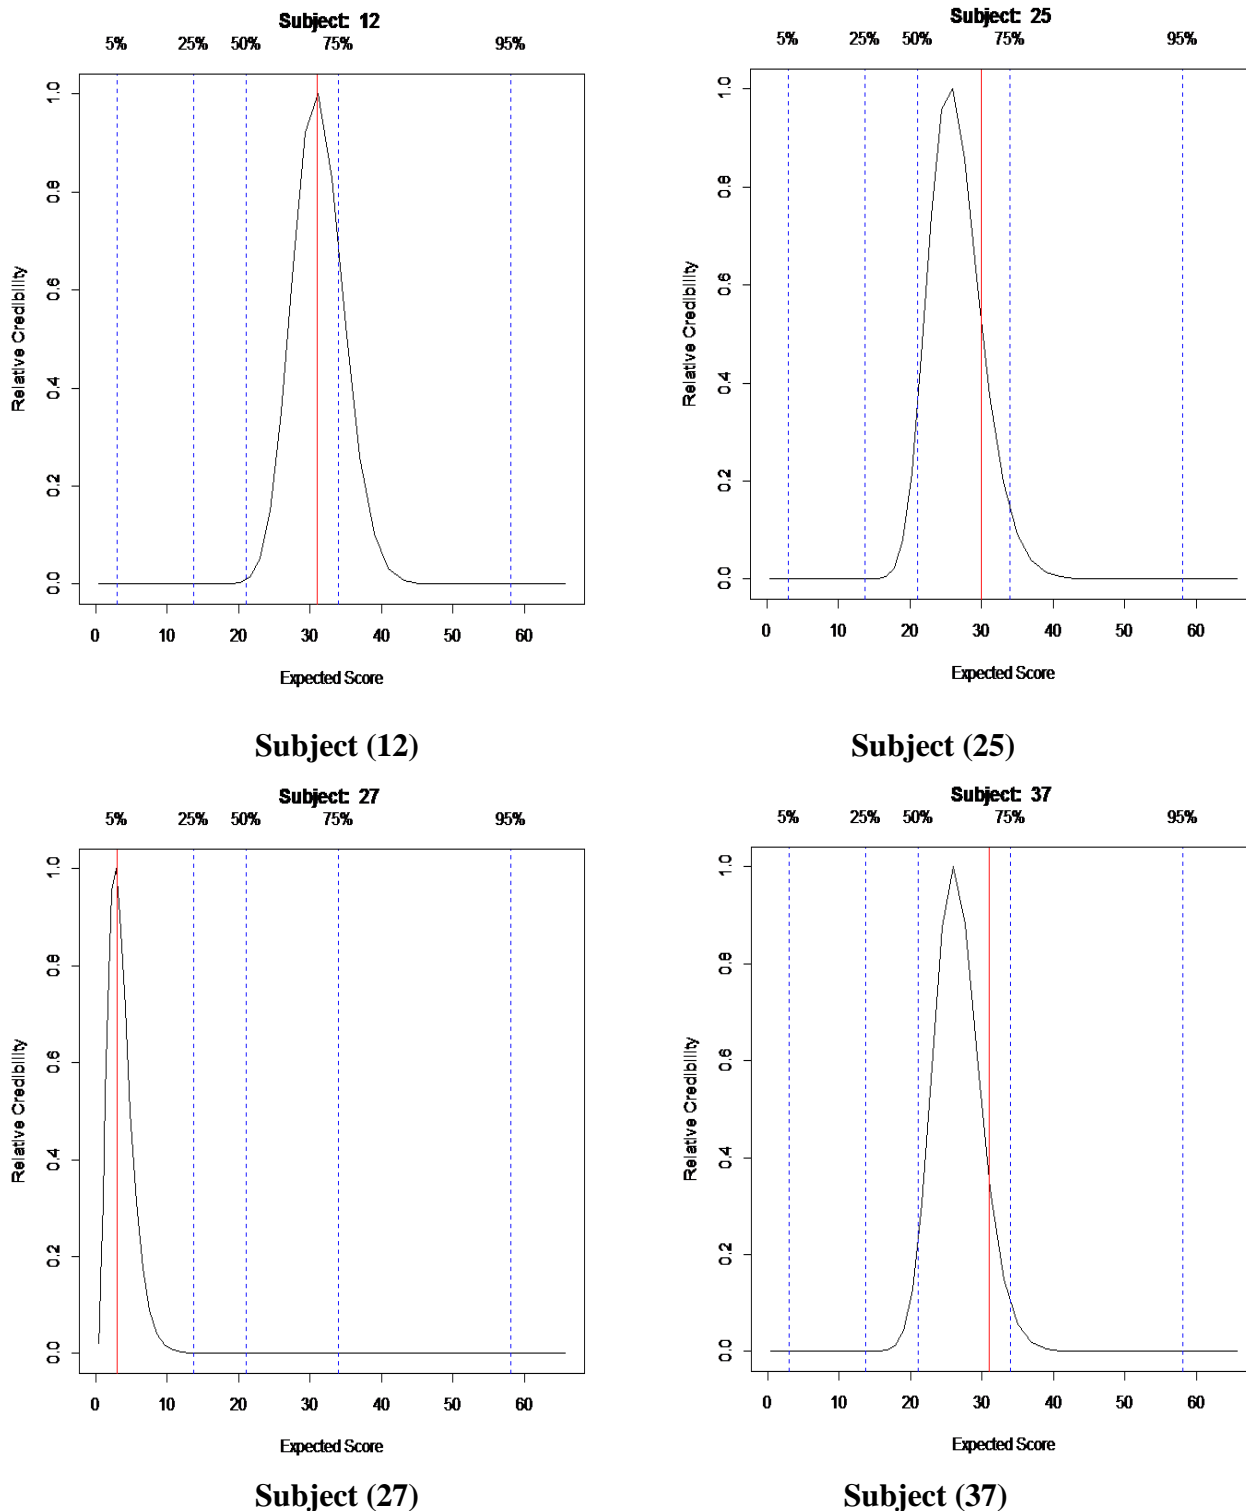 Subject: 12
5% 25% 50% 75% 95%
Relative Credibility
1.0
0.8
0.6
0.4
0.2
0.0
0 10 20 30 40 50 60
Expected Score
Subject (12)
Subject: 25
5% 25% 50% 75% 95%
Relative Credibility
1.0
0.8
0.6
0.4
0.2
0.0
0 10 20 30 40 50 60
Expected Score
Subject (25)
Subject: 27
5% 25% 50% 75% 95%
Relative Credibility
1.0
0.8
0.6
0.4
0.2
0.0
0 10 20 30 40 50 60
Expected Score
Subject (27)
Subject: 37
5% 25% 50% 75% 95%
Relative Credibility
1.0
0.8
0.6
0.4
0.2
0.0
0 10 20 30 40 50 60
Expected Score
Subject (37)